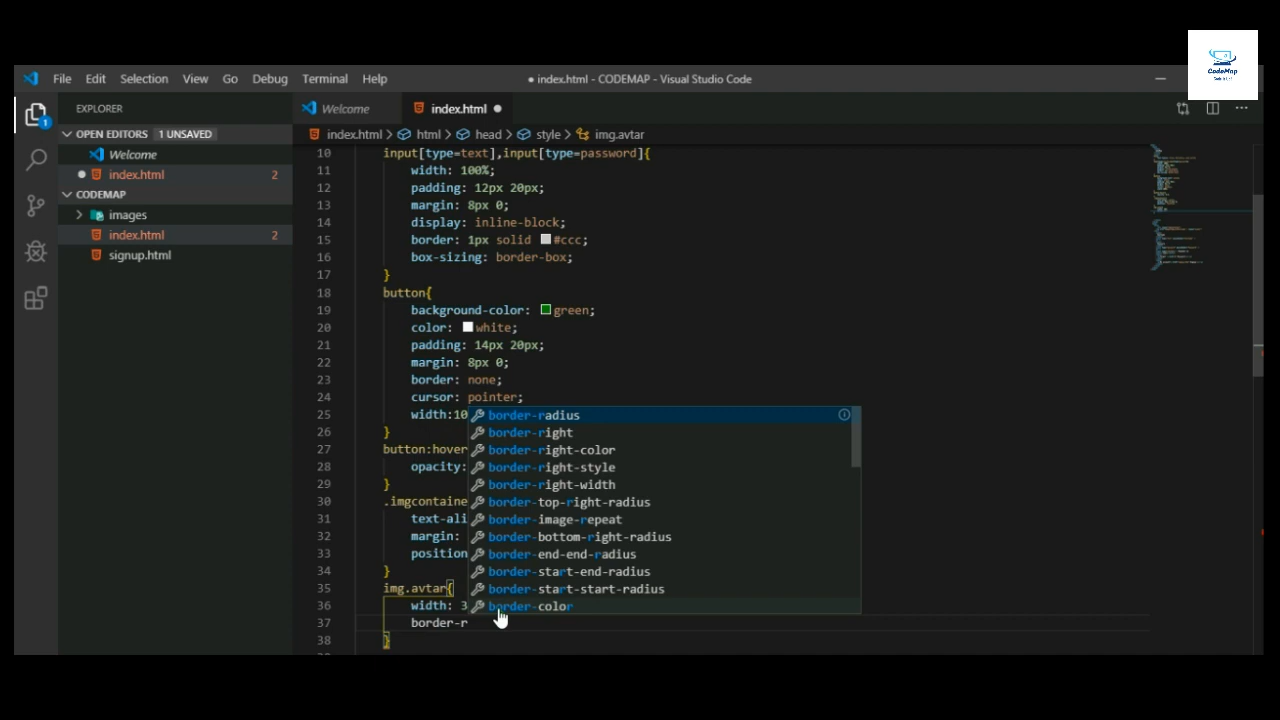 CodeMap
File Edit Selection View Go Debug Terminal Help
● index.html - CODEMAP - Visual Studio Code
EXPLORER
Welcome
index.html ●
1
OPEN EDITORS 1 UNSAVED
Welcome
● index.html 2
CODEMAP
images
index.html 2
signup.html
index.html > html > head > style > img.avtar
10 input[type=text],input[type=password]{
11 width: 100%;
12 padding: 12px 20px;
13 margin: 8px 0;
14 display: inline-block;
15 border: 1px solid #ccc;
16 box-sizing: border-box;
17 }
18 button{
19 background-color: green;
20 color: white;
21 padding: 14px 20px;
22 margin: 8px 0;
23 border: none;
24 cursor: pointer;
25 width:10
26 }
27 button:hover
28 opacity:
29 }
30 .imgcontaine
31 text-ali
32 margin:
33 position
34 }
35 img.avtar{
36 width: 3
37 border-r
38 }
border-radius
border-right
border-right-color
border-right-style
border-right-width
border-top-right-radius
border-image-repeat
border-bottom-right-radius
border-end-end-radius
border-start-end-radius
border-start-start-radius
border-color